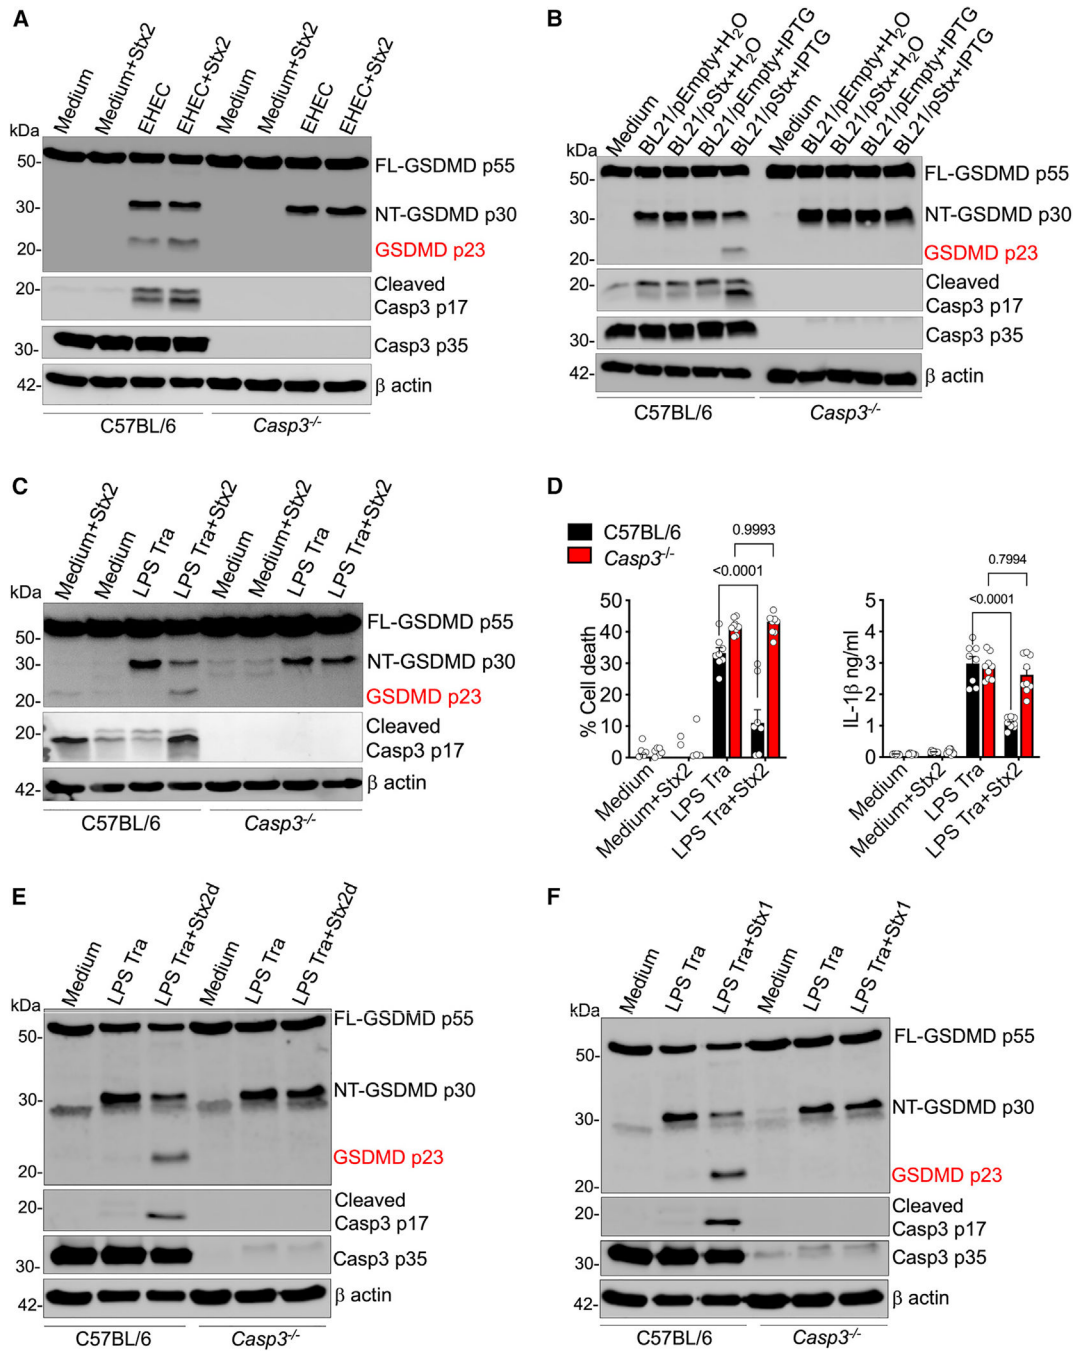 A
Medium
Medium+Stx2
EHEC
EHEC+Stx2
Medium
Medium+Stx2
EHEC
EHEC+Stx2
kDa
50-
30-
20-
FL-GSDMD p55
NT-GSDMD p30
GSDMD p23
20-
Cleaved
Casp3 p17
30-
Casp3 p35
42-
β actin
C57BL/6
Casp3-/-
B
Medium
BL21/pEmpty+H2O
BL21/pStx+H2O
BL21/pEmpty+IPTG
BL21/pStx+IPTG
Medium
BL21/pEmpty+H2O
BL21/pStx+H2O
BL21/pEmpty+IPTG
BL21/pStx+IPTG
kDa
50-
30-
20-
FL-GSDMD p55
NT-GSDMD p30
GSDMD p23
20-
Cleaved
Casp3 p17
30-
Casp3 p35
42-
β actin
C57BL/6
Casp3-/-
C
Medium+Stx2
Medium
LPS Tra
LPS Tra+Stx2
Medium
Medium+Stx2
LPS Tra
LPS Tra+Stx2
kDa
50-
30-
20-
FL-GSDMD p55
NT-GSDMD p30
GSDMD p23
20-
Cleaved
Casp3 p17
42-
β actin
C57BL/6
Casp3-/-
D
C57BL/6
Casp3-/-
0.9993
<0.0001
% Cell death
50
40
30
20
10
0
Medium
Medium+Stx2
LPS Tra
LPS Tra+Stx2
0.7994
<0.0001
IL-1β ng/ml
5
4
3
2
1
0
Medium
Medium+Stx2
LPS Tra
LPS Tra+Stx2
E
Medium
LPS Tra
LPS Tra+Stx2d
Medium
LPS Tra
LPS Tra+Stx2d
kDa
50-
30-
20-
FL-GSDMD p55
NT-GSDMD p30
GSDMD p23
20-
Cleaved
Casp3 p17
30-
Casp3 p35
42-
β actin
C57BL/6
Casp3-/-
F
Medium
LPS Tra
LPS Tra+Stx1
Medium
LPS Tra
LPS Tra+Stx1
kDa
50-
30-
20-
FL-GSDMD p55
NT-GSDMD p30
GSDMD p23
20-
Cleaved
Casp3 p17
30-
Casp3 p35
42-
β actin
C57BL/6
Casp3-/-